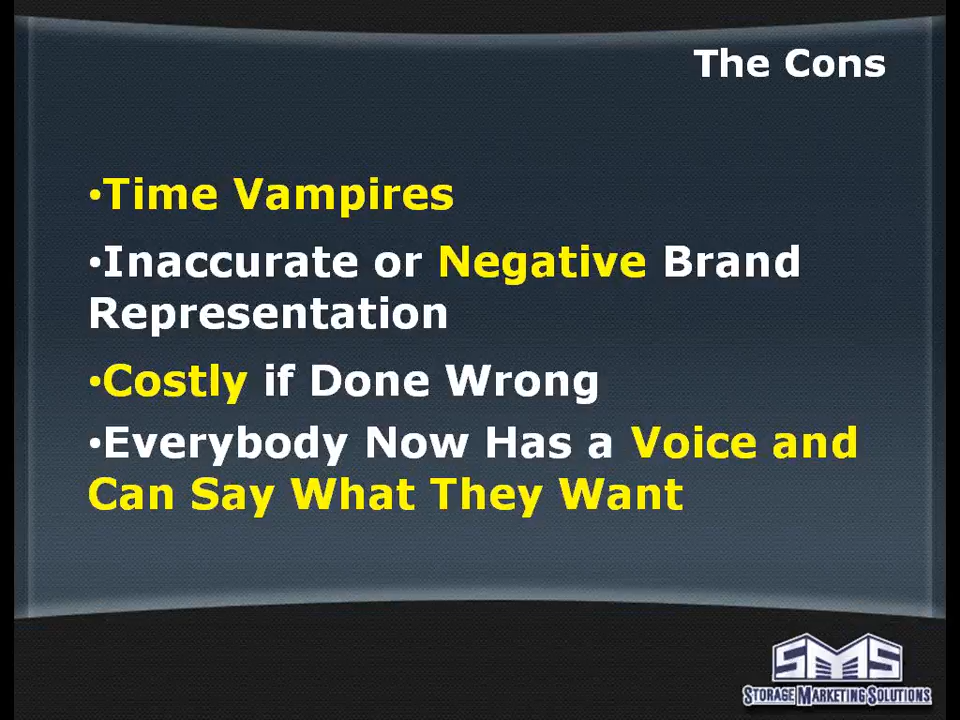 The Cons
•Time Vampires
•Inaccurate or Negative Brand
Representation
•Costly if Done Wrong
•Everybody Now Has a Voice and
Can Say What They Want
SMS
STORAGE MARKETING SOLUTIONS